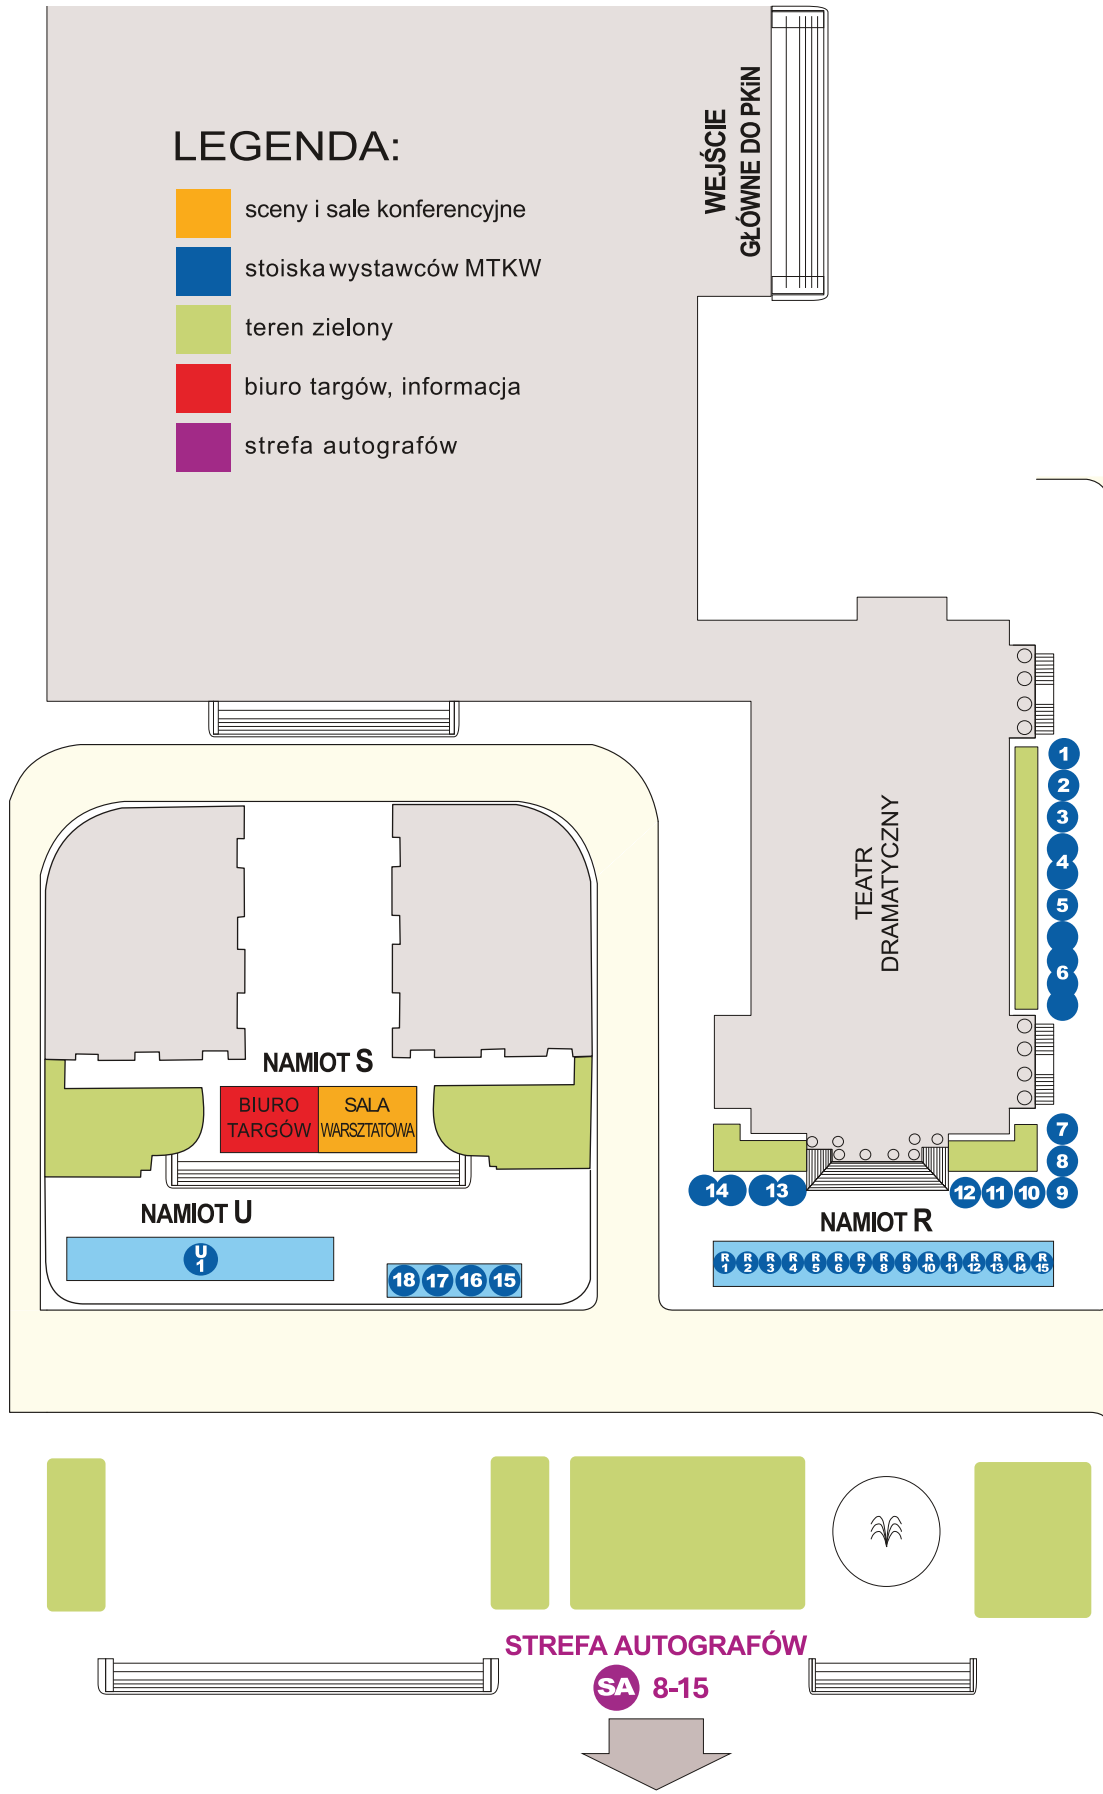 WEJŚCIE
GŁÓWNE DO PKiN
LEGENDA:
sceny i sale konferencyjne
stoiska wystawców MTKW
teren zielony
biuro targów, informacja
strefa autografów
TEATR
DRAMATYCZNY
1
2
3
4
5
6
NAMIOT S
BIURO
TARGÓW
SALA
WARSZTATOWA
7
8
14 13 12 11 10 9
NAMIOT U
NAMIOT R
U
1
18 17 16 15
R
1
R
2
R
3
R
4
R
5
R
6
R
7
R
8
R
9
R
10
R
11
R
12
R
13
R
14
R
15
STREFA AUTOGRAFÓW
SA 8-15